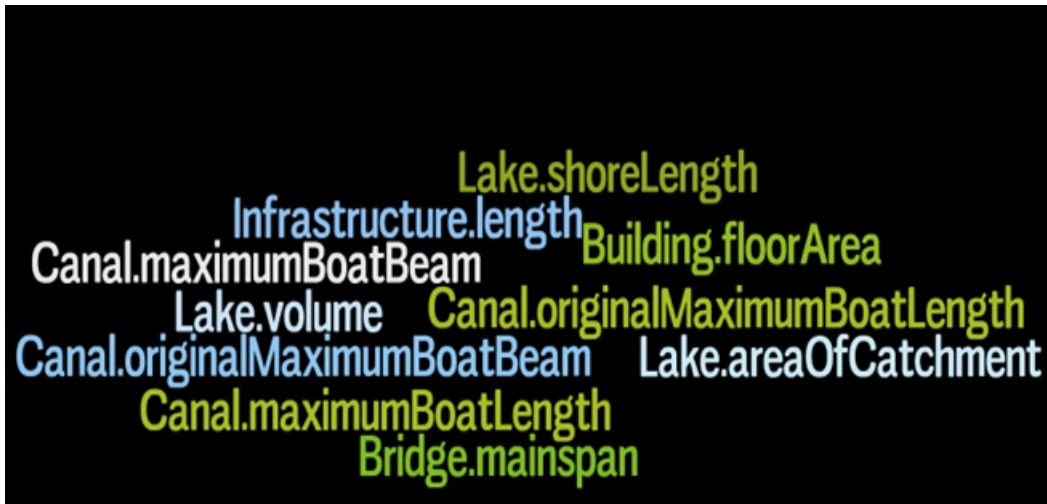 Lake.shoreLength
Infrastructure.length
Building.floorArea
Canal.maximumBoatBeam
Lake.volume
Canal.originalMaximumBoatLength
Canal.originalMaximumBoatBeam
Lake.areaOfCatchment
Canal.maximumBoatLength
Bridge.mainspan